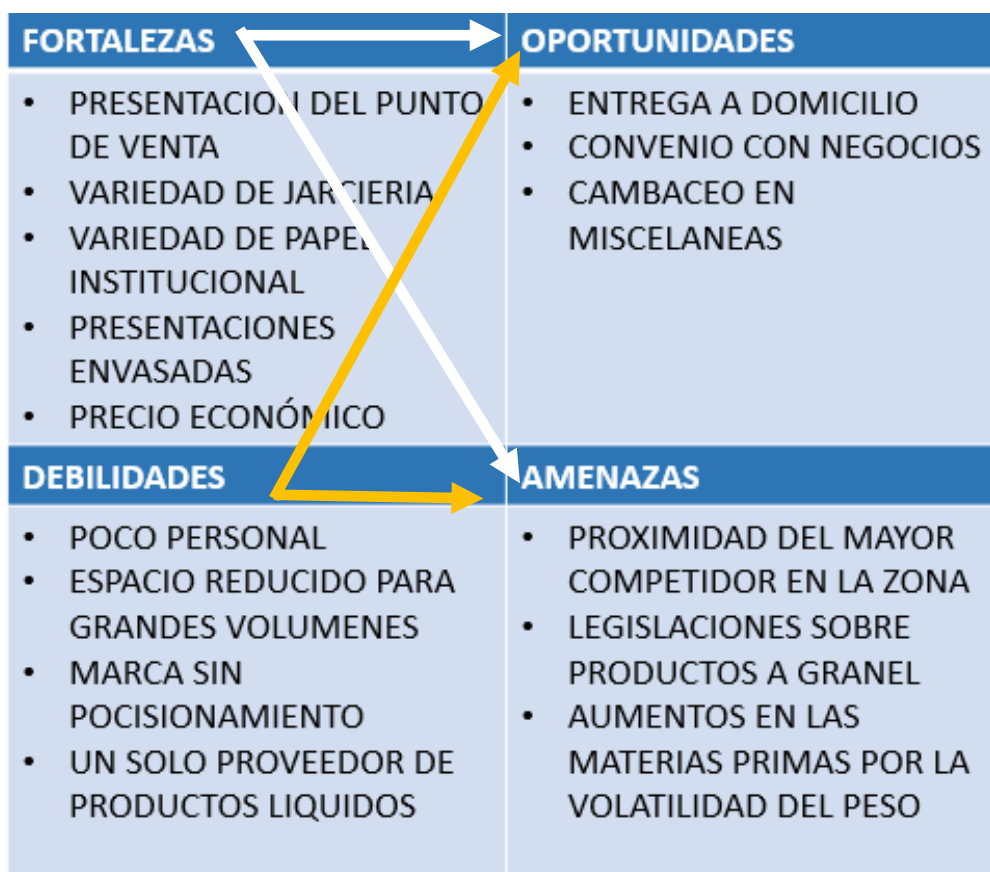 FORTALEZAS
• PRESENTACION DEL PUNTO
DE VENTA
• VARIEDAD DE JARCIERIA
• VARIEDAD DE PAPEL
INSTITUCIONAL
• PRESENTACIONES
ENVASADAS
• PRECIO ECONÓMICO
OPORTUNIDADES
• ENTREGA A DOMICILIO
• CONVENIO CON NEGOCIOS
• CAMBACEO EN
MISCELANEAS
DEBILIDADES
• POCO PERSONAL
• ESPACIO REDUCIDO PARA
GRANDES VOLUMENES
• MARCA SIN
POCISIONAMIENTO
• UN SOLO PROVEEDOR DE
PRODUCTOS LIQUIDOS
AMENAZAS
• PROXIMIDAD DEL MAYOR
COMPETIDOR EN LA ZONA
• LEGISLACIONES SOBRE
PRODUCTOS A GRANEL
• AUMENTOS EN LAS
MATERIAS PRIMAS POR LA
VOLATILIDAD DEL PESO